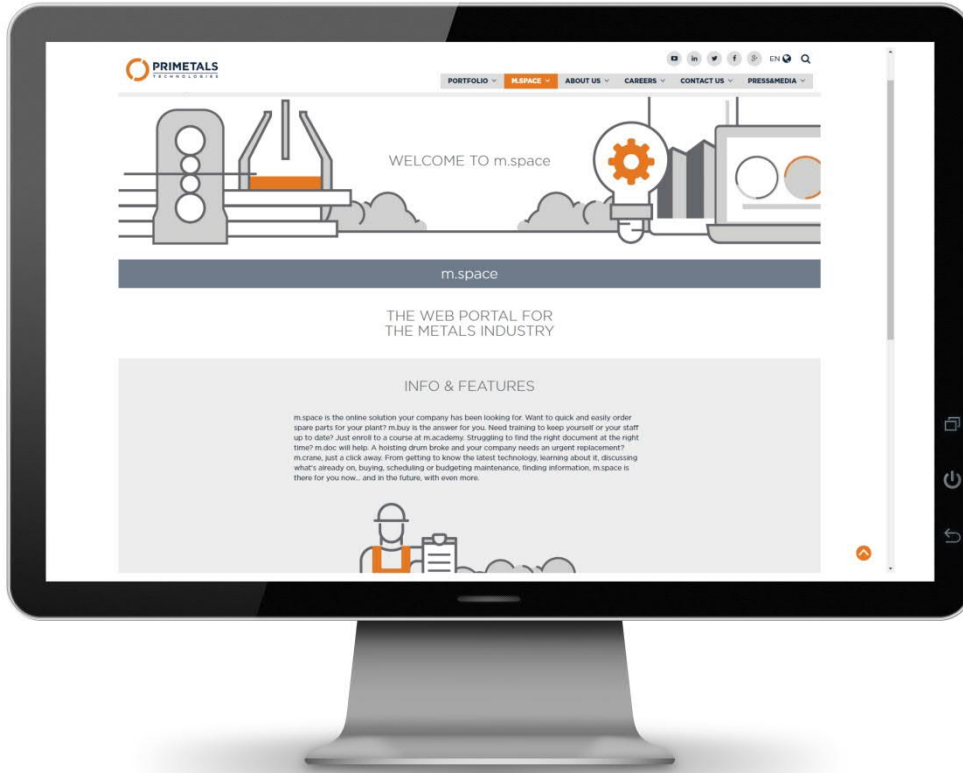 PRIMETALS
TECHNOLOGIES
EN
PORTFOLIO M.SPACE ABOUT US CAREERS CONTACT US PRESS&MEDIA
WELCOME TO m.space
m.space
THE WEB PORTAL FOR
THE METALS INDUSTRY
INFO & FEATURES
m.space is the online solution your company has been looking for. Want to quick and easily order
spare parts for your plant? m.buy is the answer for you. Need training to keep yourself or your staff
up to date? Just enroll to a course at m.academy. Struggling to find the right document at the right
time? m.doc will help. A hoisting drum broke and your company needs an urgent replacement?
m.crane, just a click away. From getting to know the latest technology, learning about it, discussing
what's already on, buying, scheduling or budgeting maintenance, finding information, m.space is
there for you now... and in the future, with even more.